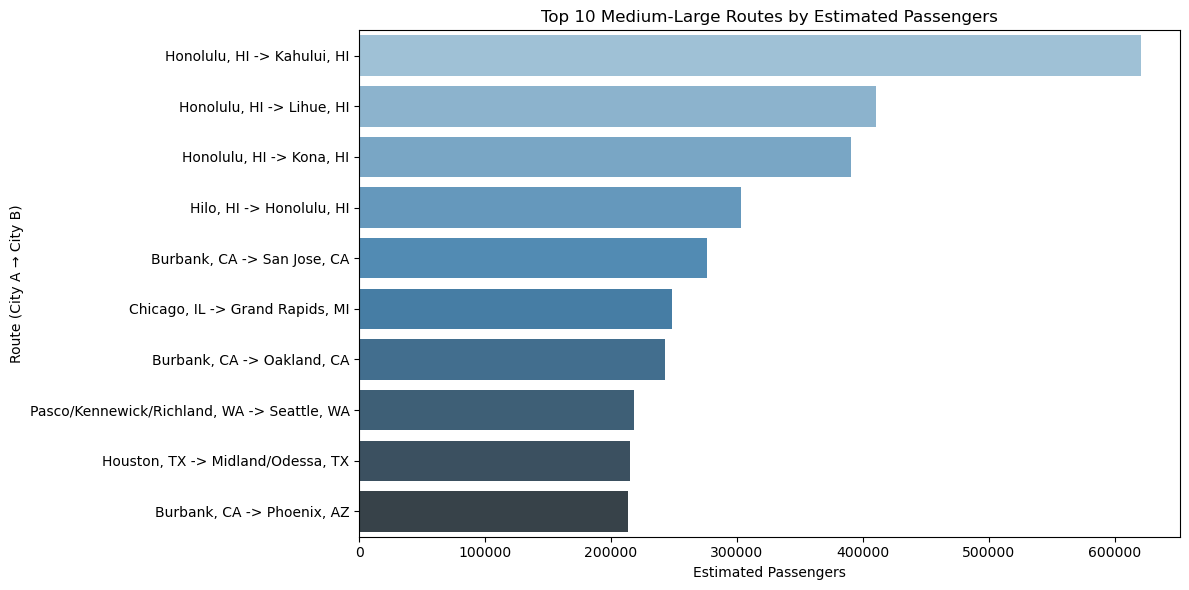 Top 10 Medium-Large Routes by Estimated Passengers
Route (City A → City B)
Honolulu, HI -> Kahului, HI
Honolulu, HI -> Lihue, HI
Honolulu, HI -> Kona, HI
Hilo, HI -> Honolulu, HI
Burbank, CA -> San Jose, CA
Chicago, IL -> Grand Rapids, MI
Burbank, CA -> Oakland, CA
Pasco/Kennewick/Richland, WA -> Seattle, WA
Houston, TX -> Midland/Odessa, TX
Burbank, CA -> Phoenix, AZ
0 100000 200000 300000 400000 500000 600000
Estimated Passengers